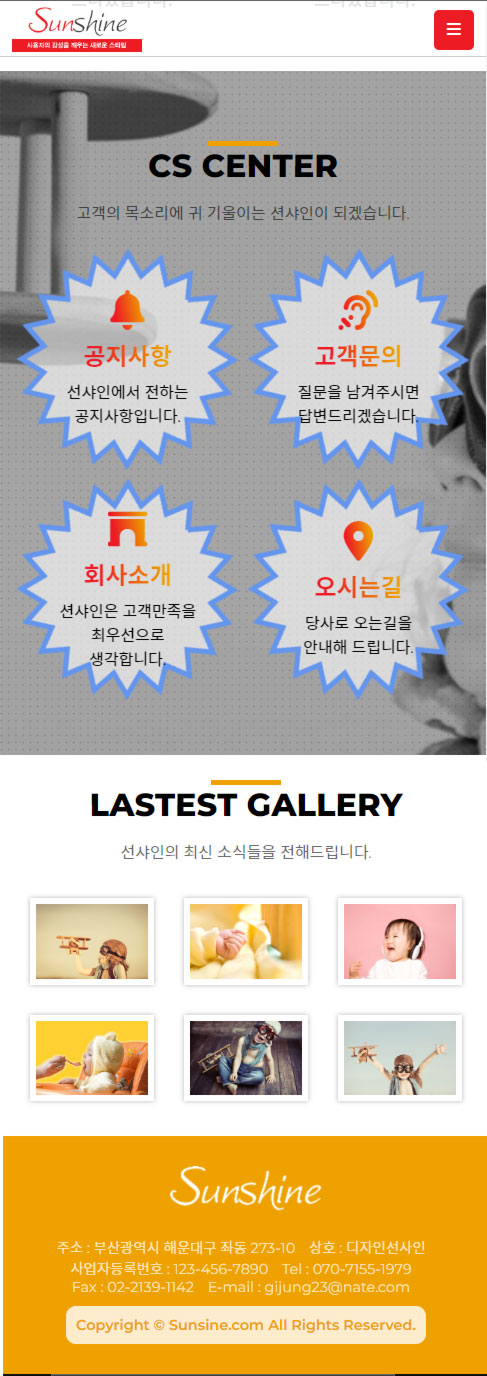 Sunshine
사용자의 감성을 깨우는 새로운 스타일
CS CENTER
고객의 목소리에 귀 기울이는 션샤인이 되겠습니다.
공지사항
선샤인에서 전하는
공지사항입니다.
고객문의
질문을 남겨주시면
답변드리겠습니다.
회사소개
션샤인은 고객만족을
최우선으로
생각합니다.
오시는길
당사로 오는길을
안내해 드립니다.
LASTEST GALLERY
선샤인의 최신 소식들을 전해드립니다.
Sunshine
주소 : 부산광역시 해운대구 좌동 273-10 상호 : 디자인선사인
사업자등록번호 : 123-456-7890 Tel : 070-7155-1979
Fax : 02-2139-1142 E-mail : gijung23@nate.com
Copyright © Sunsine.com All Rights Reserved.